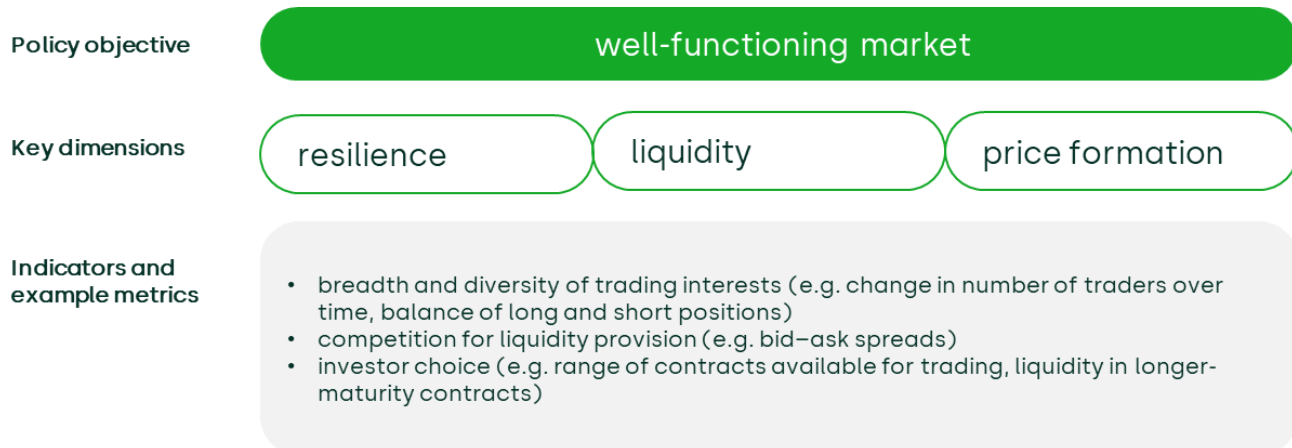 Policy objective
well-functioning market
Key dimensions
resilience
liquidity
price formation
Indicators and
example metrics
• breadth and diversity of trading interests (e.g. change in number of traders over
time, balance of long and short positions)
• competition for liquidity provision (e.g. bid–ask spreads)
• investor choice (e.g. range of contracts available for trading, liquidity in longer-
maturity contracts)